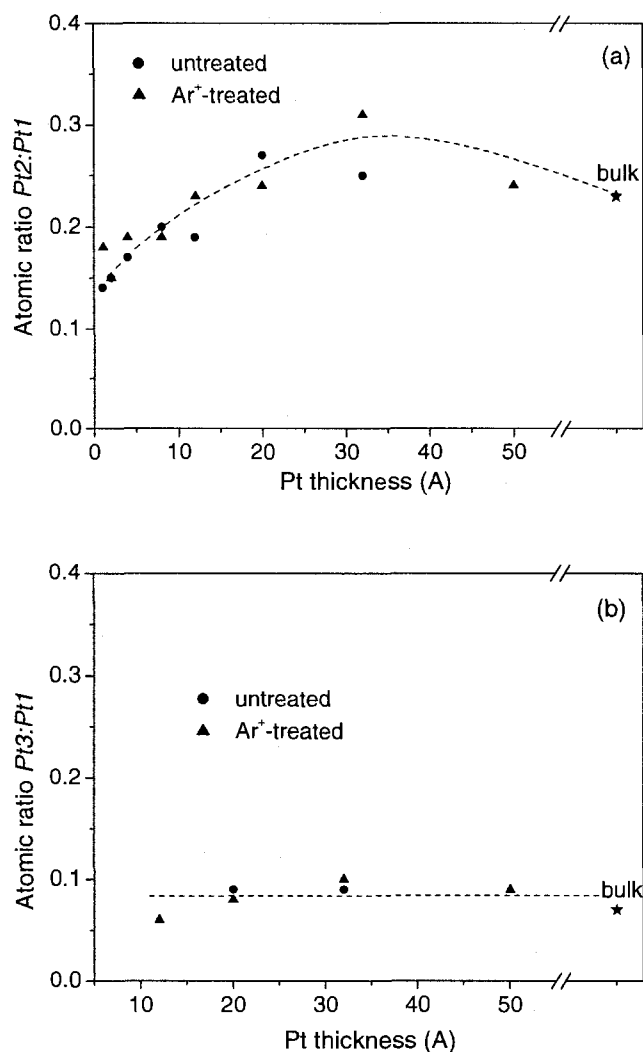 0.4
(a)
untreated
Ar⁺-treated
0.3
bulk
0.2
0.1
0.0
0 10 20 30 40 50
Atomic ratio Pt2:Pt1
Pt thickness (A)
0.4
(b)
0.3
untreated
Ar⁺-treated
0.2
0.1
bulk
0.0
10 20 30 40 50
Atomic ratio Pt3:Pt1
Pt thickness (A)